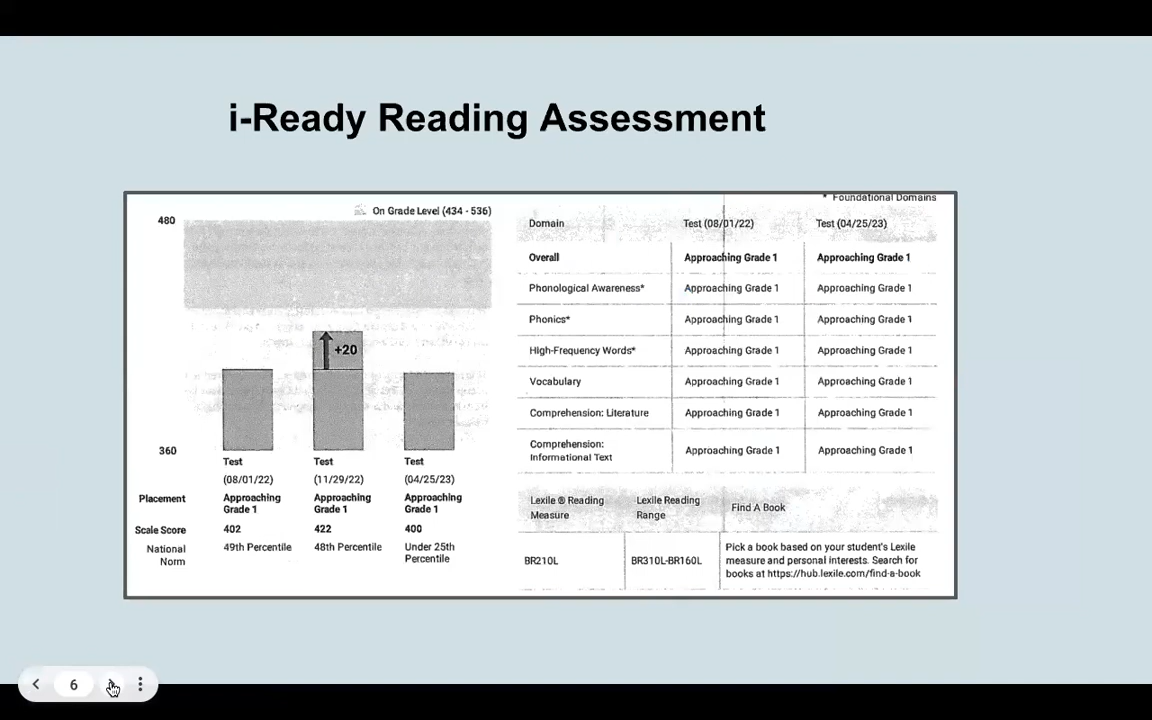 i-Ready Reading Assessment
On Grade Level (434 - 536)
480
+20
360
Test Test Test
(08/01/22) (11/29/22) (04/25/23)
Placement Approaching Grade 1 Approaching Grade 1 Approaching Grade 1
Scale Score 402 422 400
National Norm 49th Percentile 48th Percentile Under 25th Percentile
* Foundational Domains
Domain Test (08/01/22) Test (04/25/23)
Overall Approaching Grade 1 Approaching Grade 1
Phonological Awareness* Approaching Grade 1 Approaching Grade 1
Phonics* Approaching Grade 1 Approaching Grade 1
High-Frequency Words* Approaching Grade 1 Approaching Grade 1
Vocabulary Approaching Grade 1 Approaching Grade 1
Comprehension: Literature Approaching Grade 1 Approaching Grade 1
Comprehension:
Informational Text Approaching Grade 1 Approaching Grade 1
Lexile ® Reading Measure Lexile Reading Range Find A Book
BR210L BR310L-BR160L Pick a book based on your student's Lexile
measure and personal interests. Search for
books at https://hub.lexile.com/find-a-book
6